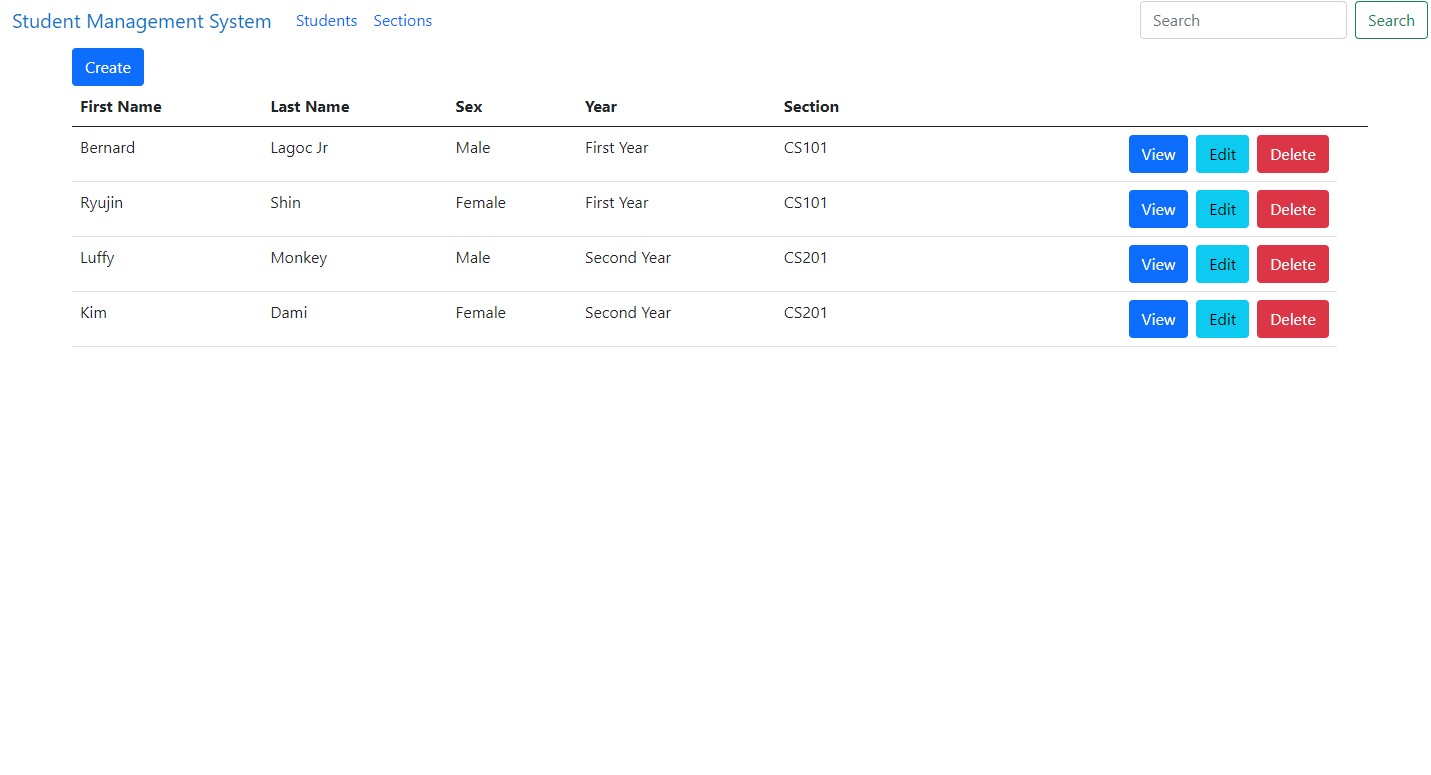 Student Management System Students Sections Search Search
Create
First Name Last Name Sex Year Section
Bernard Lagoc Jr Male First Year CS101 View Edit Delete
Ryujin Shin Female First Year CS101 View Edit Delete
Luffy Monkey Male Second Year CS201 View Edit Delete
Kim Dami Female Second Year CS201 View Edit Delete